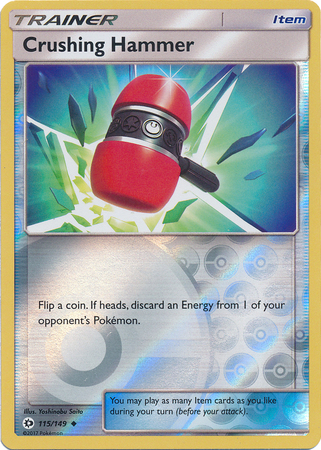 TRAINER
Item
Crushing Hammer
Flip a coin. If heads, discard an Energy from 1 of your
opponent's Pokémon.
Illus. Yoshinobu Saito
115/149 ◆
You may play as many Item cards as you like
during your turn (before your attack).
©2017 Pokémon